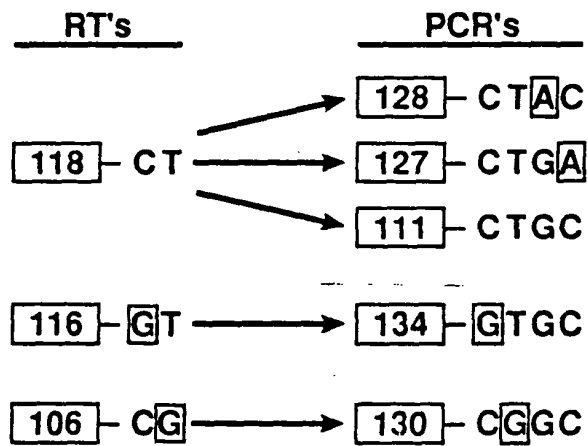 RT's PCR's
128 – CTAC
118 – CT 127 – CTGA
111 – CTGC
116 – GT 134 – GTGC
106 – CG 130 – CGGC